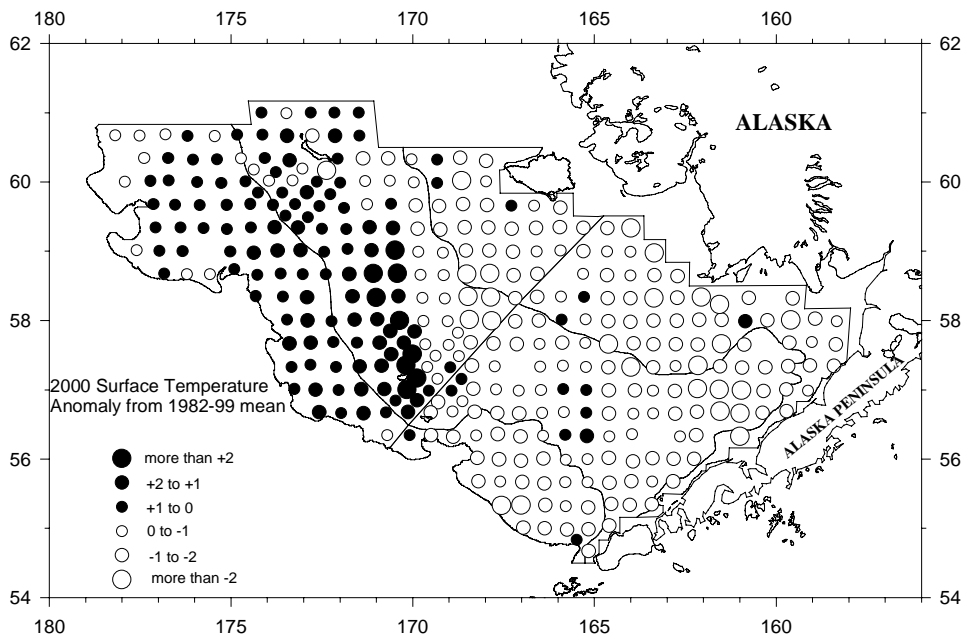 180 175 170 165 160
62 62
ALASKA
60 60
58 58
ALASKA PENINSULA
2000 Surface Temperature
Anomaly from 1982-99 mean
56 56
more than +2
+2 to +1
+1 to 0
0 to -1
-1 to -2
more than -2
54 54
180 175 170 165 160